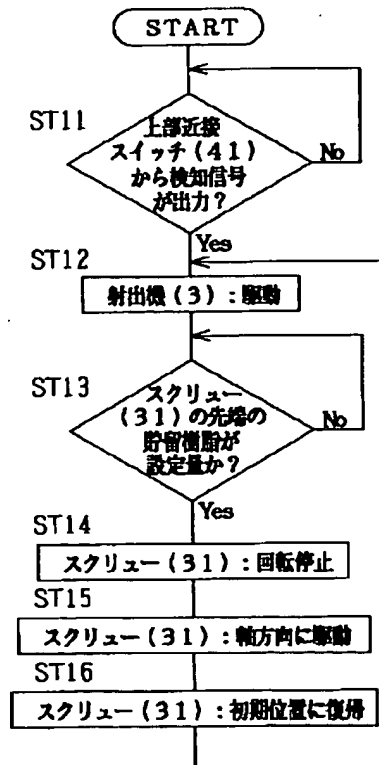 START
ST11
上部近接
スイッチ(41)
から検知信号
が出力?
No
Yes
ST12
射出機(3):駆動
ST13
スクリュー
(31)の先端の
貯留樹脂が
設定量か?
No
Yes
ST14
スクリュー(31):回転停止
ST15
スクリュー(31):軸方向に駆動
ST16
スクリュー(31):初期位置に復帰